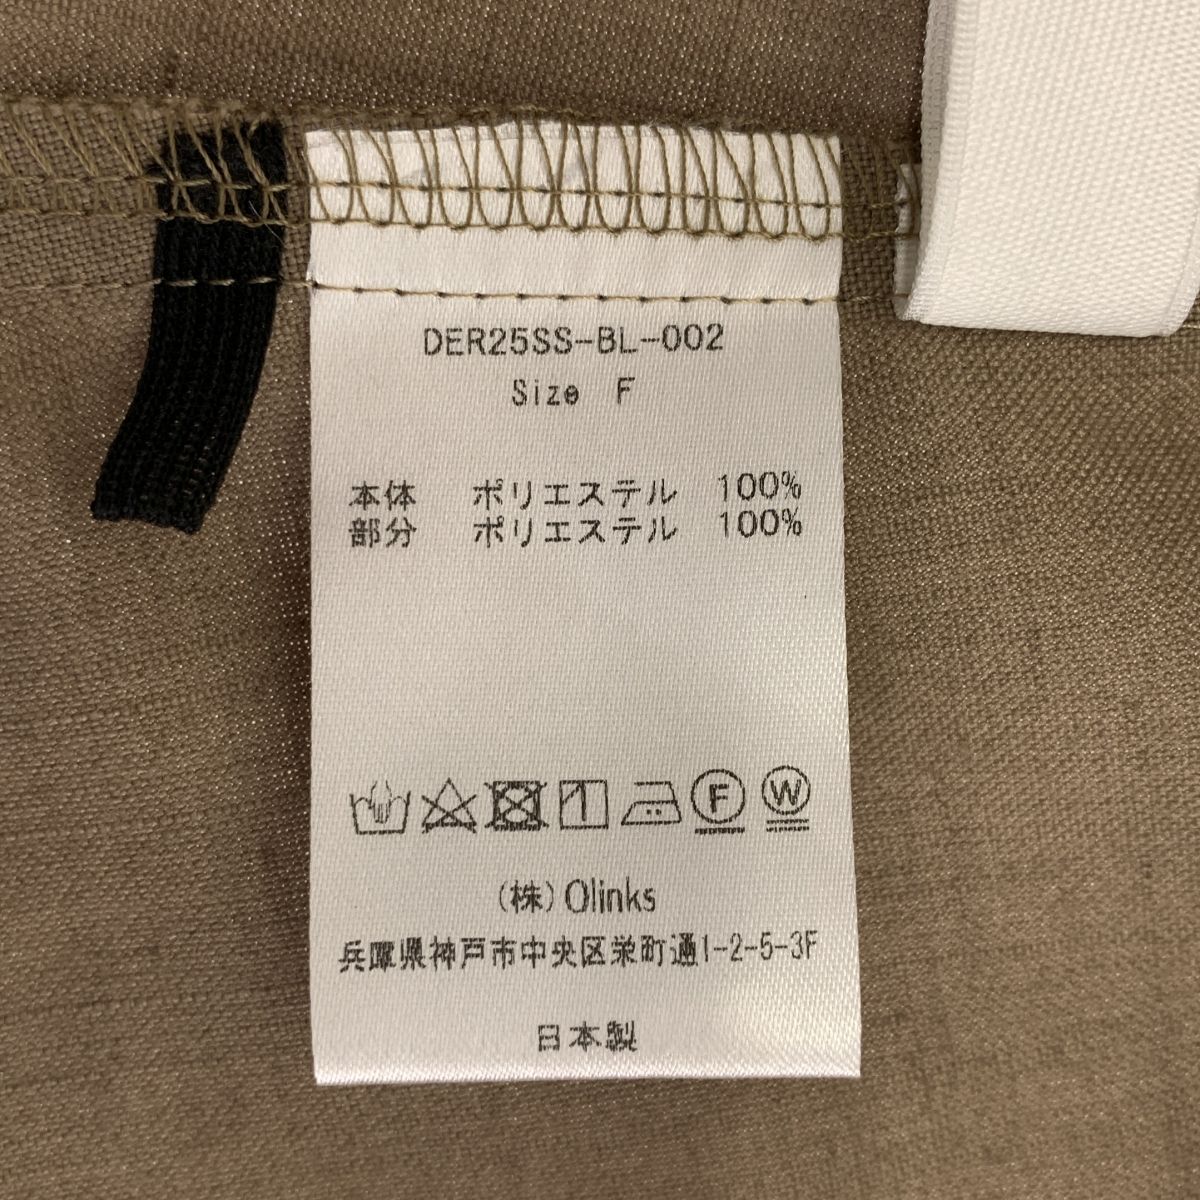 DER25SS-BL-002
Size F
本体 ポリエステル 100%
部分 ポリエステル 100%
F W
(株)Olinks
兵庫県神戸市中央区栄町通1-2-5-3F
日本製